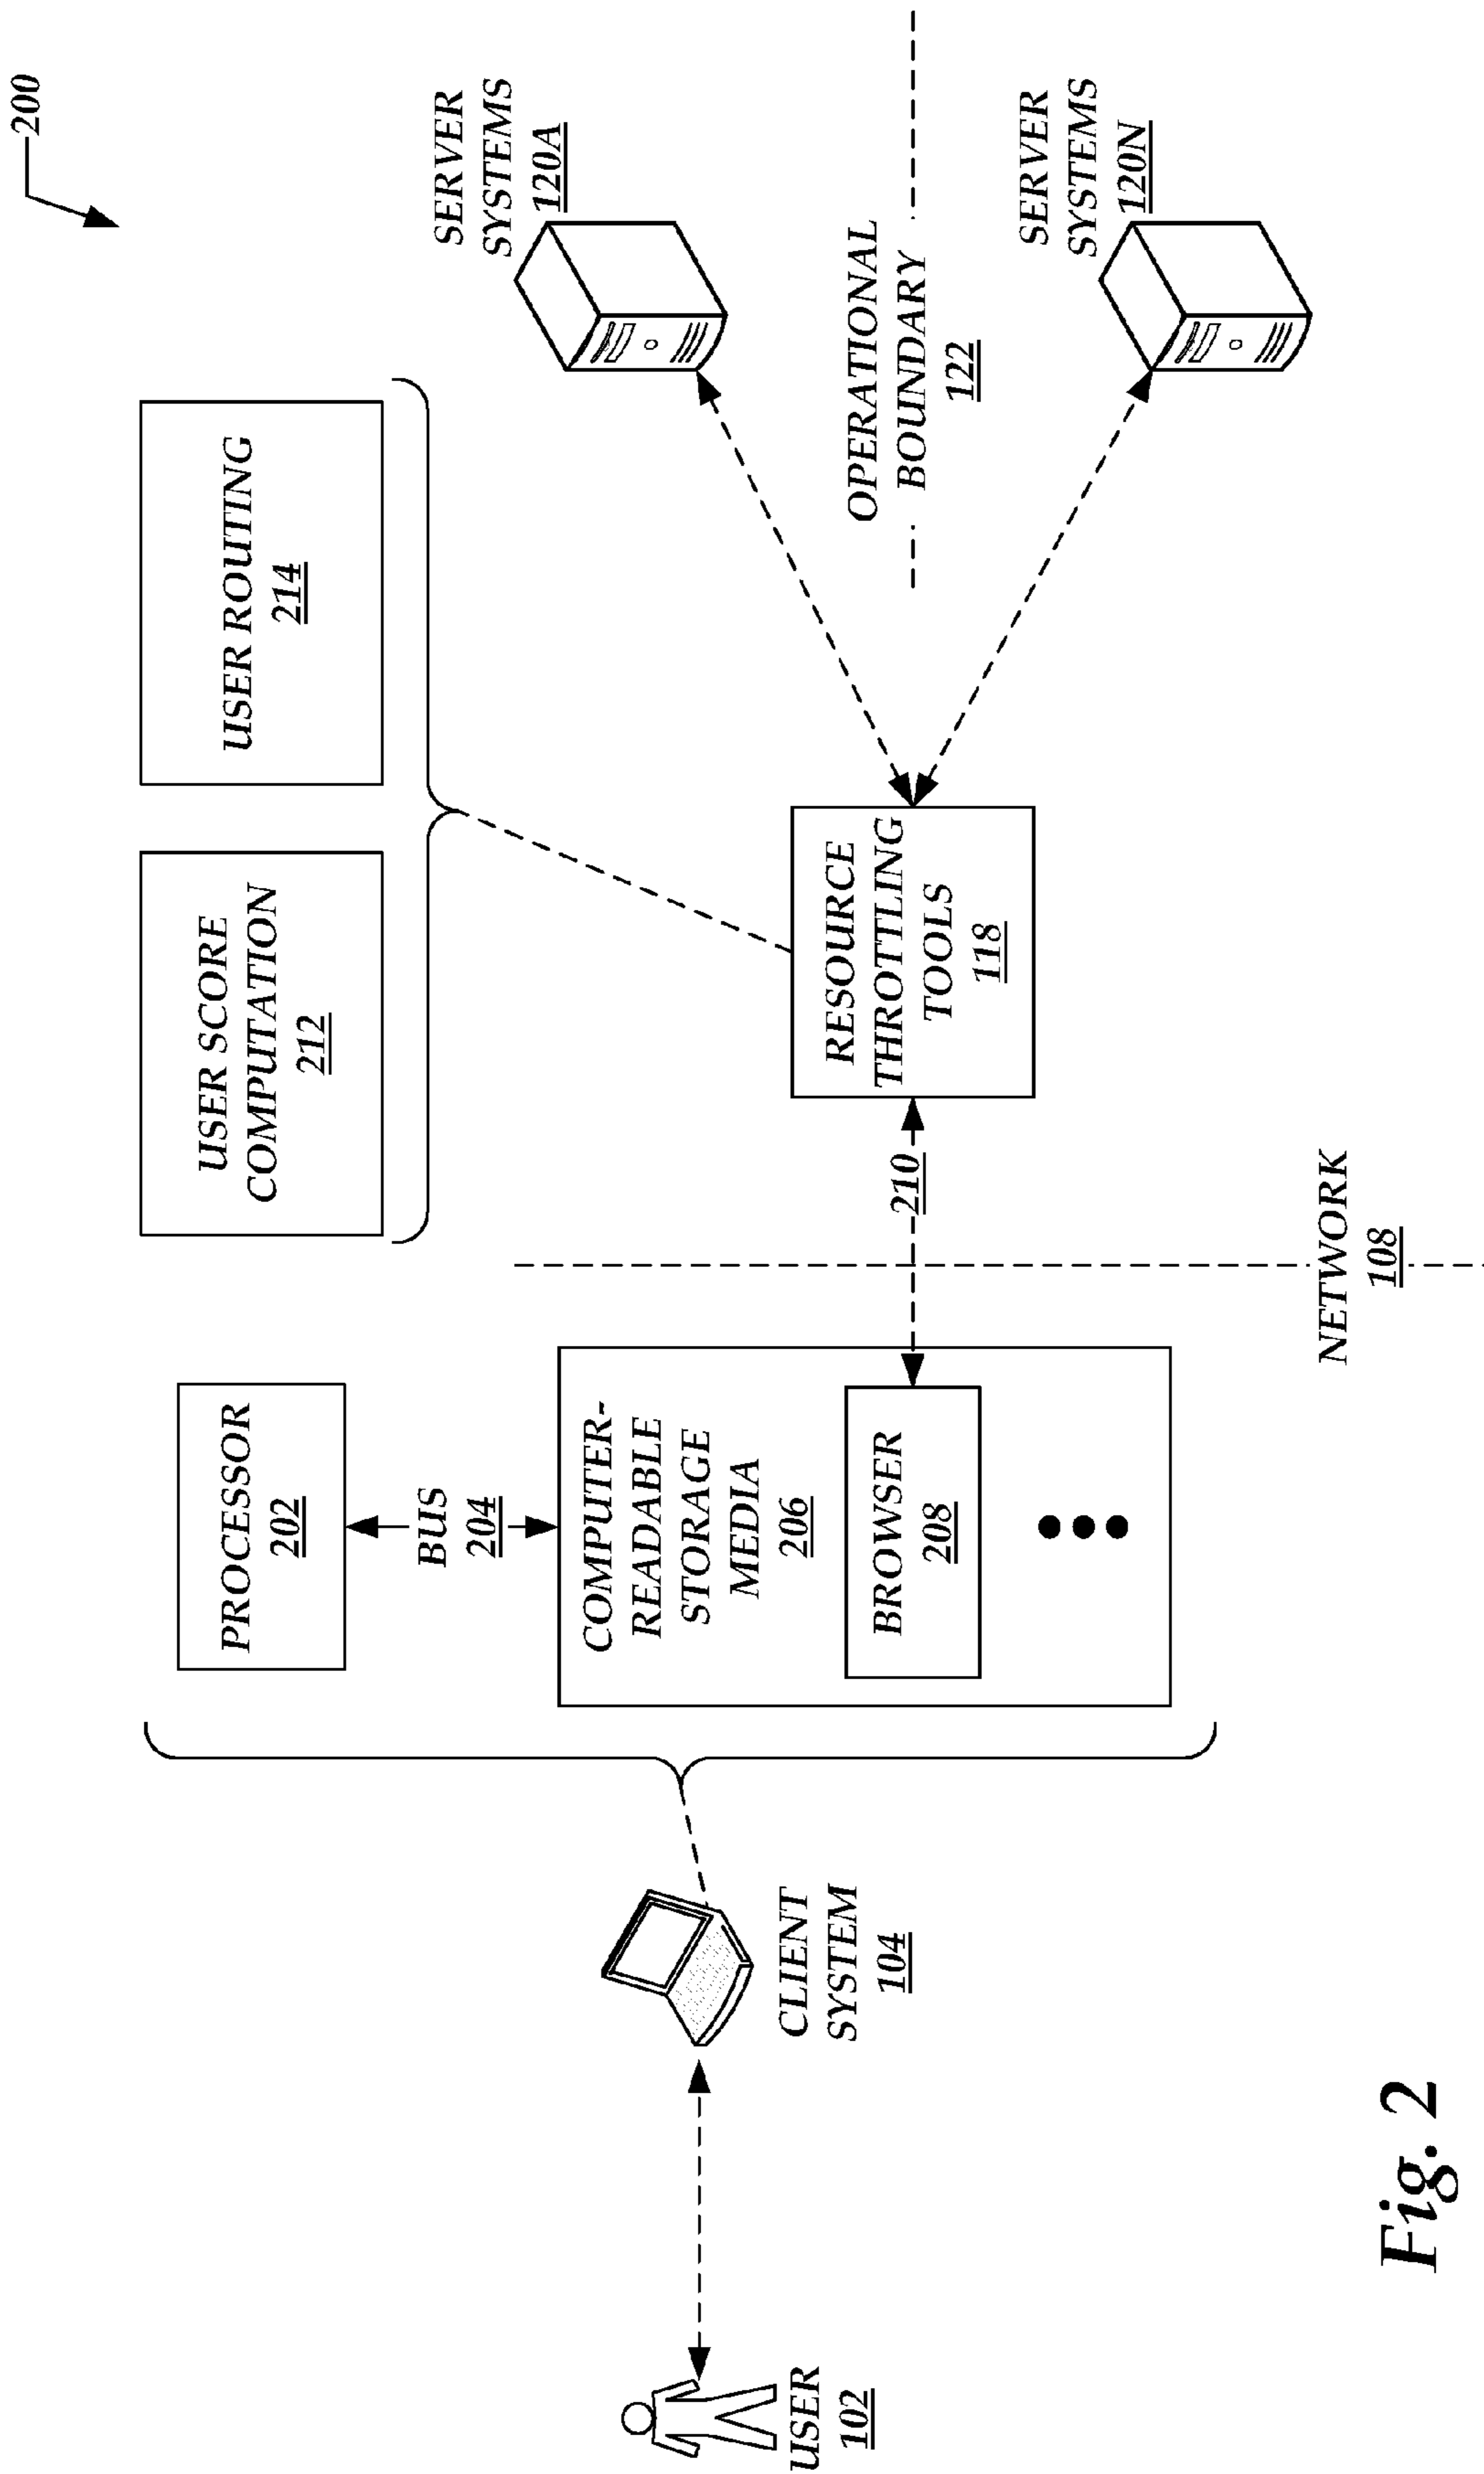 200
USER
102
CLIENT
SYSTEM
104
PROCESSOR
202
BUS
204
COMPUTER-
READABLE
STORAGE
MEDIA
206
BROWSER
208
NETWORK
108
210
USER SCORE
COMPUTATION
212
USER ROUTING
214
RESOURCE
THROTTLING
TOOLS
118
SERVER
SYSTEMS
120A
OPERATIONAL
BOUNDARY
122
SERVER
SYSTEMS
120N
Fig. 2